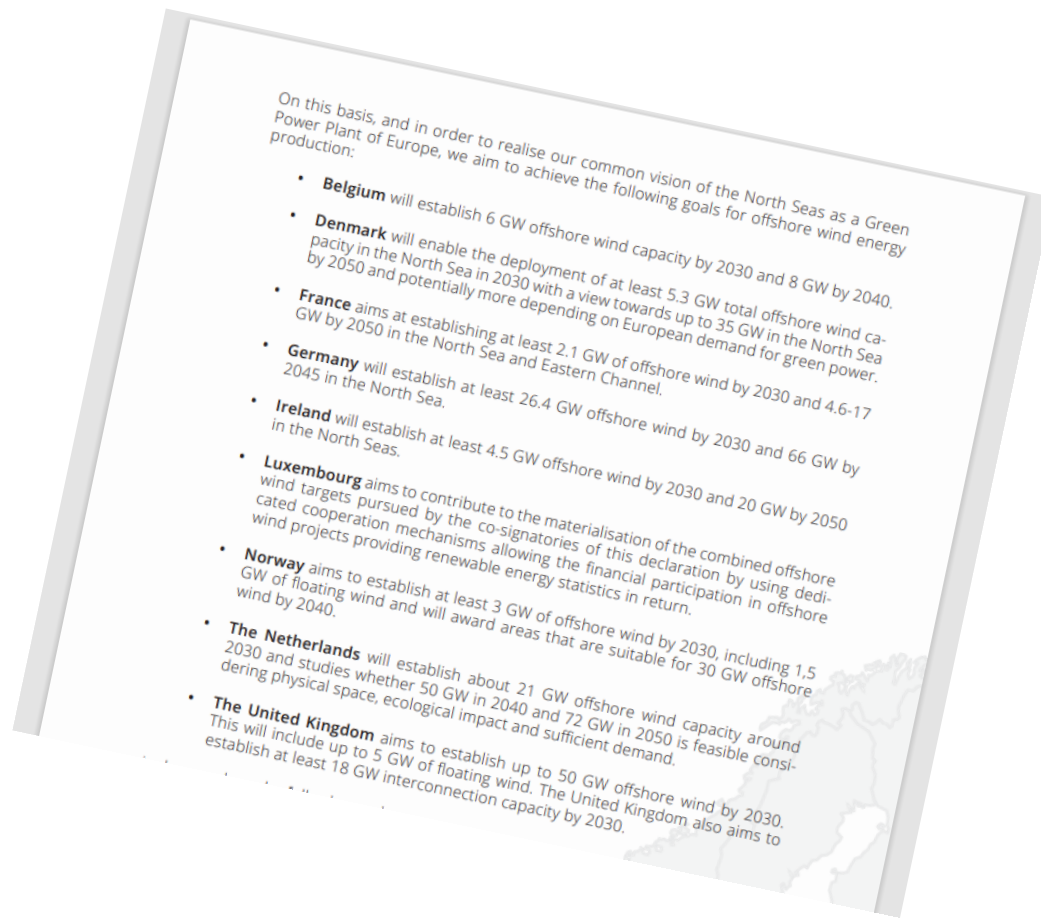 On this basis, and in order to realise our common vision of the North Seas as a Green
Power Plant of Europe, we aim to achieve the following goals for offshore wind energy
production:
• Belgium will establish 6 GW offshore wind capacity by 2030 and 8 GW by 2040.
• Denmark will enable the deployment of at least 5.3 GW total offshore wind ca-
pacity in the North Sea in 2030 with a view towards up to 35 GW in the North Sea
by 2050 and potentially more depending on European demand for green power.
• France aims at establishing at least 2.1 GW of offshore wind by 2030 and 4.6-17
GW by 2050 in the North Sea and Eastern Channel.
• Germany will establish at least 26.4 GW offshore wind by 2030 and 66 GW by
2045 in the North Sea.
• Ireland will establish at least 4.5 GW offshore wind by 2030 and 20 GW by 2050
in the North Seas.
• Luxembourg aims to contribute to the materialisation of the combined offshore
wind targets pursued by the co-signatories of this declaration by using dedi-
cated cooperation mechanisms allowing the financial participation in offshore
wind projects providing renewable energy statistics in return.
• Norway aims to establish at least 3 GW of offshore wind by 2030, including 1,5
GW of floating wind and will award areas that are suitable for 30 GW offshore
wind by 2040.
• The Netherlands will establish about 21 GW offshore wind capacity around
2030 and studies whether 50 GW in 2040 and 72 GW in 2050 is feasible consi-
dering physical space, ecological impact and sufficient demand.
• The United Kingdom aims to establish up to 50 GW offshore wind by 2030.
This will include up to 5 GW of floating wind. The United Kingdom also aims to
establish at least 18 GW interconnection capacity by 2030.